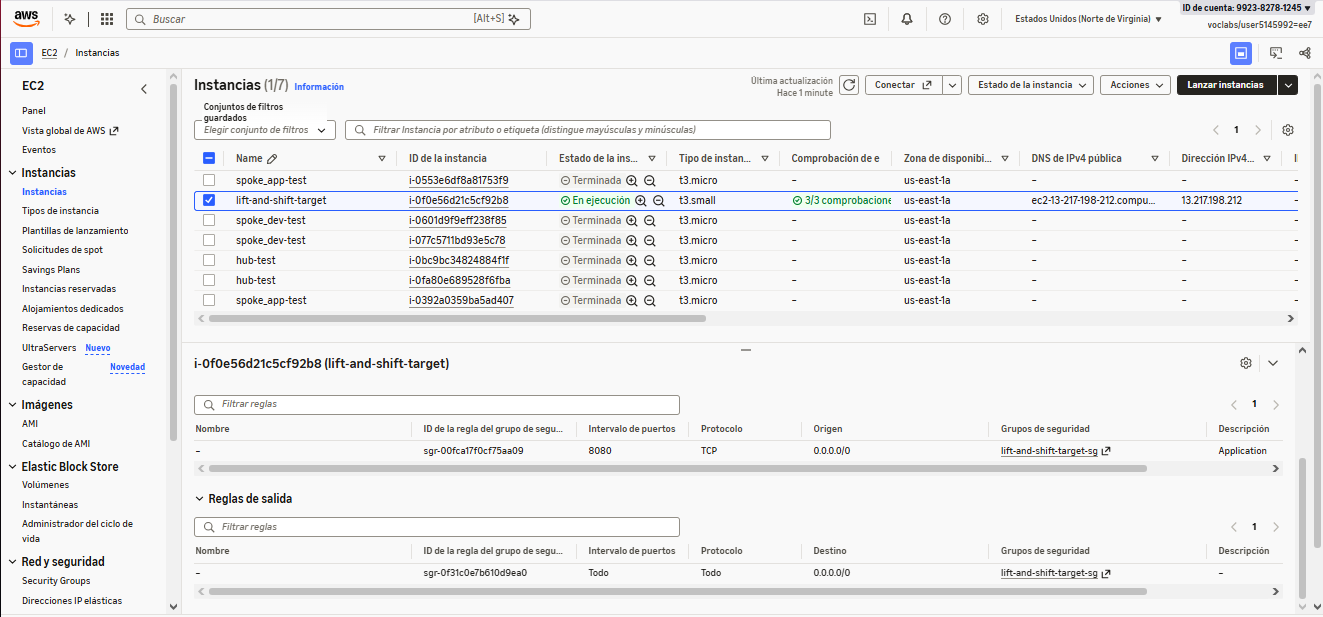 aws
Buscar [Alt+S]
Estados Unidos (Norte de Virginia) ▼
ID de cuenta: 9923-8278-1245 ▼
voclabs/user5145992=ee7
EC2 / Instancias
EC2
Panel
Vista global de AWS
Eventos
Instancias
Instancias
Tipos de instancia
Plantillas de lanzamiento
Solicitudes de spot
Savings Plans
Instancias reservadas
Alojamientos dedicados
Reservas de capacidad
UltraServers Nuevo
Gestor de capacidad Novedad
Imágenes
AMI
Catálogo de AMI
Elastic Block Store
Volúmenes
Instantáneas
Administrador del ciclo de
vida
Red y seguridad
Security Groups
Direcciones IP elásticas
Instancias (1/7) Información
Última actualización
Hace 1 minute
Conectar
Estado de la instancia
Acciones
Lanzar instancias
Conjuntos de filtros
guardados
Elegir conjunto de filtros
Filtrar Instancia por atributo o etiqueta (distingue mayúsculas y minúsculas)
1
Name ID de la instancia Estado de la ins... Tipo de instan... Comprobación de e Zona de disponibi... DNS de IPv4 pública Dirección IPv4...
spoke_app-test i-0553e6df8a81753f9 Terminada t3.micro – us-east-1a – –
lift-and-shift-target i-0f0e56d21c5cf92b8 En ejecución t3.small 3/3 comprobacione us-east-1a ec2-13-217-198-212.compu... 13.217.198.212
spoke_dev-test i-0601d9f9eff238f85 Terminada t3.micro – us-east-1a – –
spoke_dev-test i-077c5711bd93e5c78 Terminada t3.micro – us-east-1a – –
hub-test i-0bc9bc34824884f1f Terminada t3.micro – us-east-1a – –
hub-test i-0fa80e689528f6fba Terminada t3.micro – us-east-1a – –
spoke_app-test i-0392a0359ba5ad407 Terminada t3.micro – us-east-1a – –
i-0f0e56d21c5cf92b8 (lift-and-shift-target)
Filtrar reglas
1
Nombre ID de la regla del grupo de segu... Intervalo de puertos Protocolo Origen Grupos de seguridad Descripción
– sgr-00fca17f0cf75aa09 8080 TCP 0.0.0.0/0 lift-and-shift-target-sg Application
Reglas de salida
Filtrar reglas
1
Nombre ID de la regla del grupo de segu... Intervalo de puertos Protocolo Destino Grupos de seguridad Descripción
– sgr-0f31c0e7b610d9ea0 Todo Todo 0.0.0.0/0 lift-and-shift-target-sg –